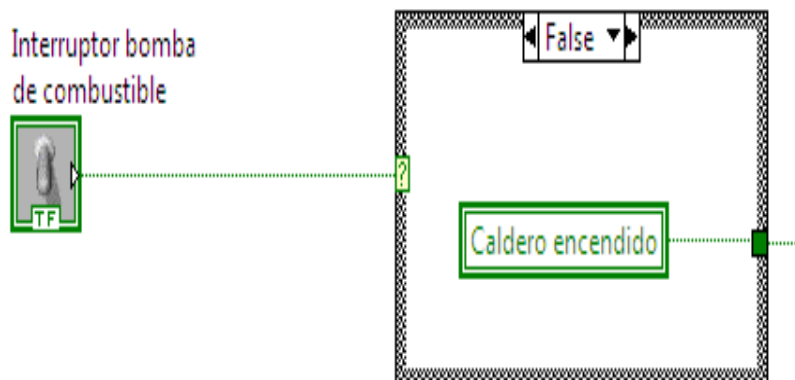 Interruptor bomba
de combustible
TF
?
False
Caldero encendido